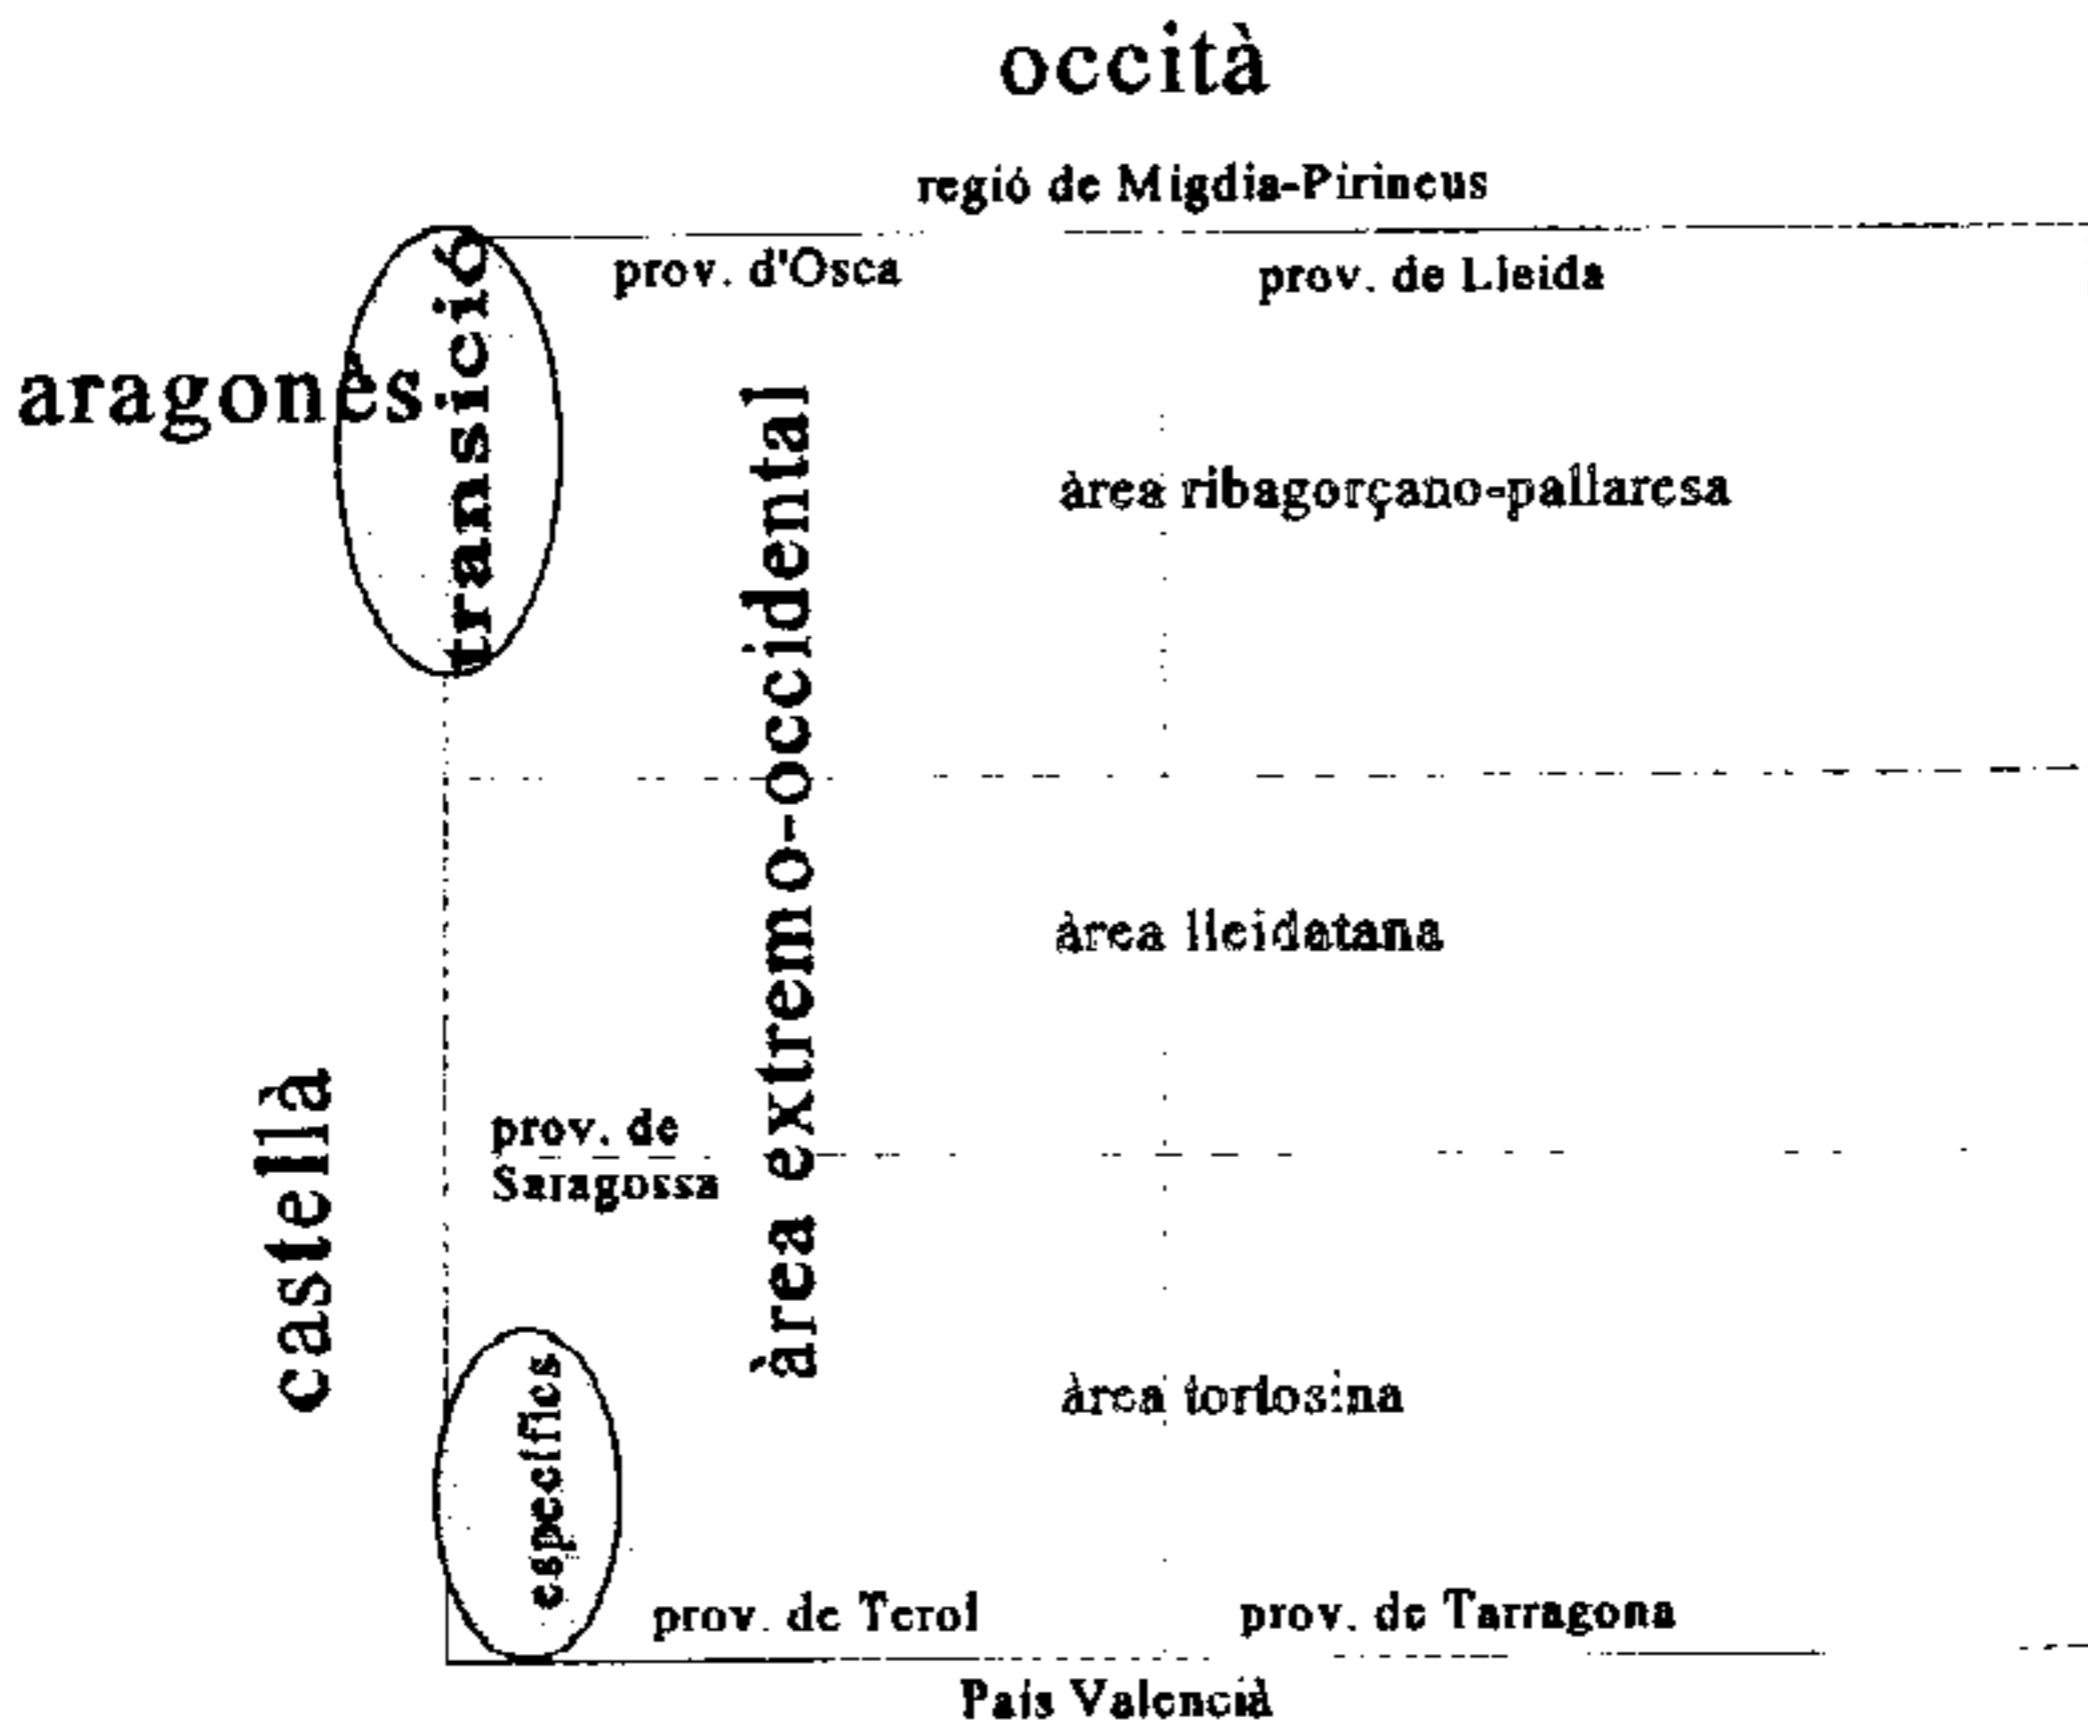 occità
regió de Migdia-Pirineus
prov. d'Osca
prov. de Lleida
transició
aragonès
àrea extremo-occidental
àrea ribagorçano-pallaresa
àrea lleidatana
castellà
prov. de
Saragossa
específics
àrea tortosina
prov. de Terol
prov. de Tarragona
País Valencià